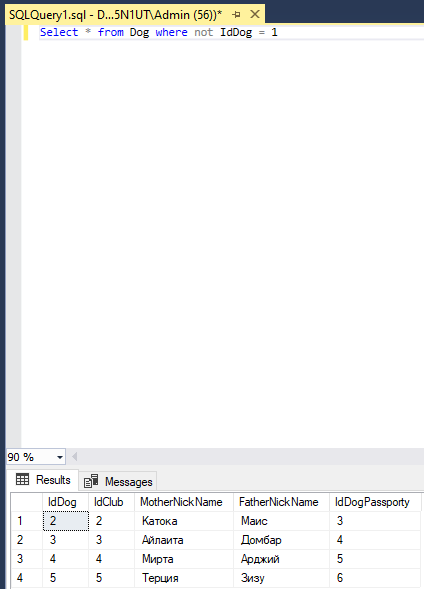 SQLQuery1.sql - D...5N1UT\Admin (56))*
Select * from Dog where not IdDog = 1
90 %
Results Messages
IdDog IdClub MotherNickName FatherNickName IdDogPassporty
1 2 2 Катока Маис 3
2 3 3 Айлаита Домбар 4
3 4 4 Мирта Арджий 5
4 5 5 Терция Зизу 6